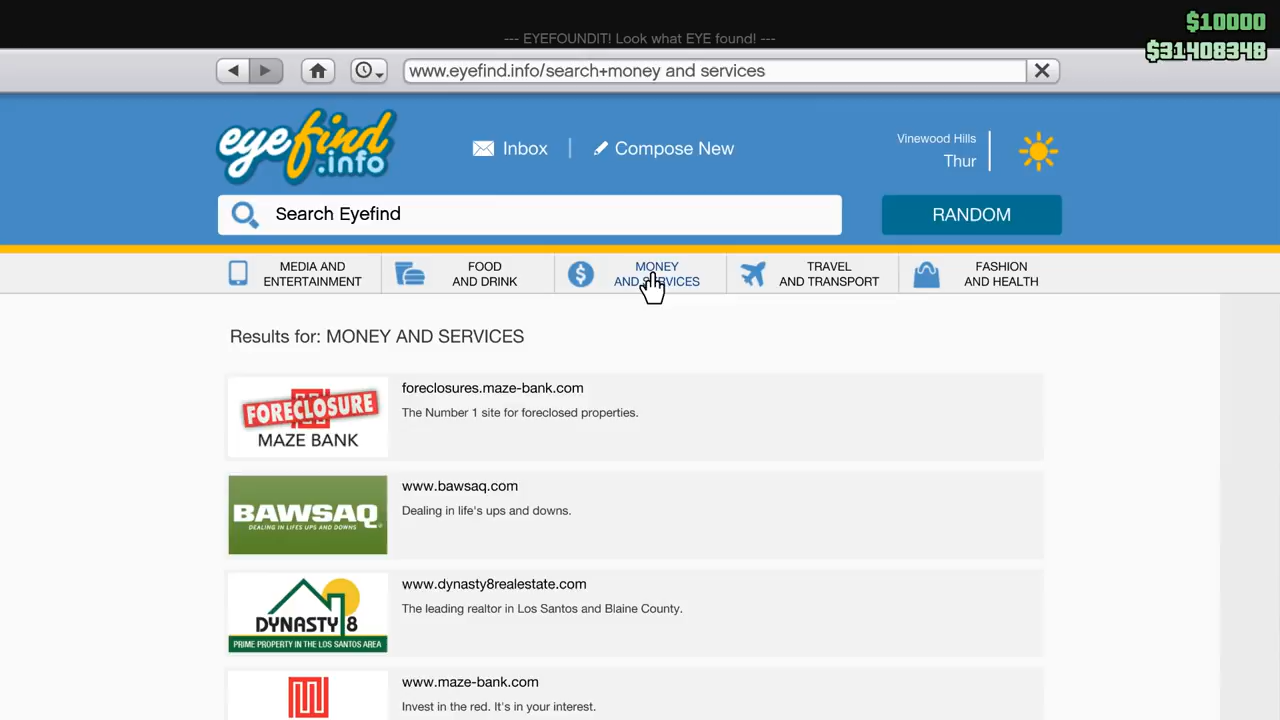 $10000
--- EYEFOUNDIT! Look what EYE found! ---
$31408348
www.eyefind.info/search+money and services
eyefind
.info
Inbox
Compose New
Vinewood Hills
Thur
Search Eyefind
RANDOM
MEDIA AND
ENTERTAINMENT
FOOD
AND DRINK
MONEY
AND SERVICES
TRAVEL
AND TRANSPORT
FASHION
AND HEALTH
Results for: MONEY AND SERVICES
FORECLOSURE
MAZE BANK
foreclosures.maze-bank.com
The Number 1 site for foreclosed properties.
BAWSAQ
DEALING IN LIFES UPS AND DOWNS
www.bawsaq.com
Dealing in life's ups and downs.
DYNASTY 8
PRIME PROPERTY IN THE LOS SANTOS AREA
www.dynasty8realestate.com
The leading realtor in Los Santos and Blaine County.
www.maze-bank.com
Invest in the red. It's in your interest.